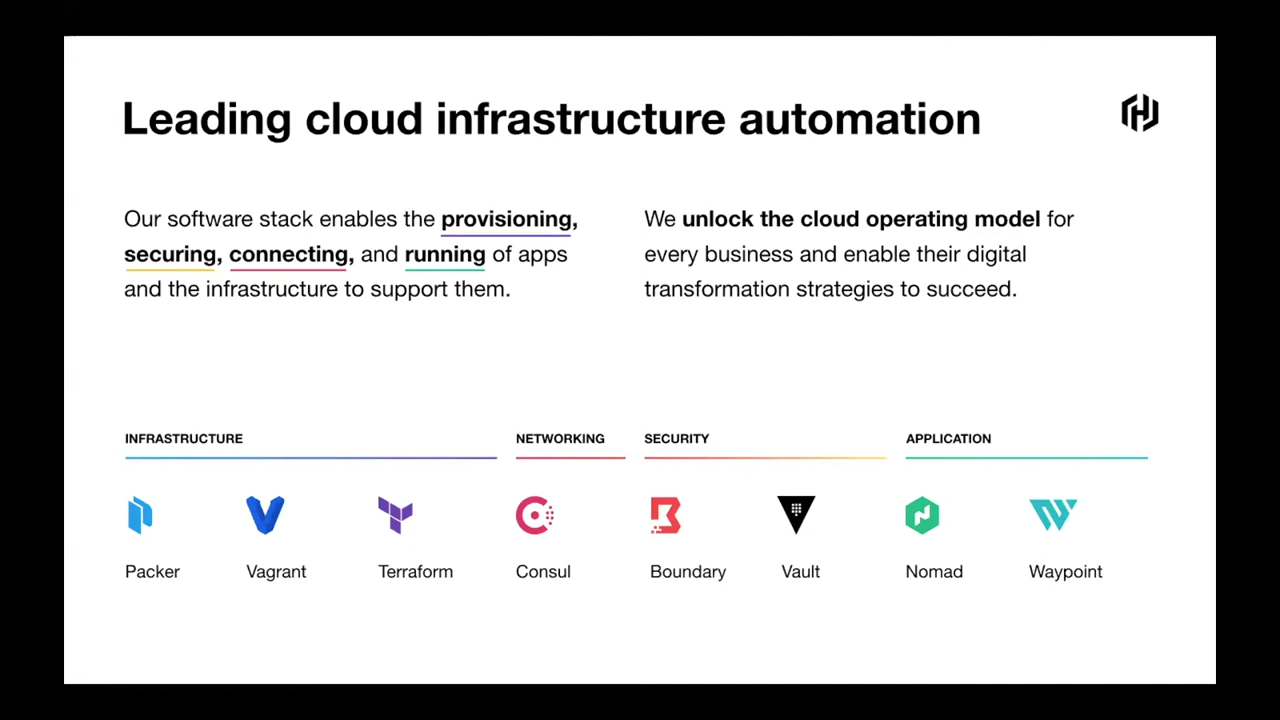 Leading cloud infrastructure automation
Our software stack enables the provisioning,
securing, connecting, and running of apps
and the infrastructure to support them.
We unlock the cloud operating model for
every business and enable their digital
transformation strategies to succeed.
INFRASTRUCTURE
Packer
Vagrant
Terraform
NETWORKING
Consul
SECURITY
Boundary
Vault
APPLICATION
Nomad
Waypoint